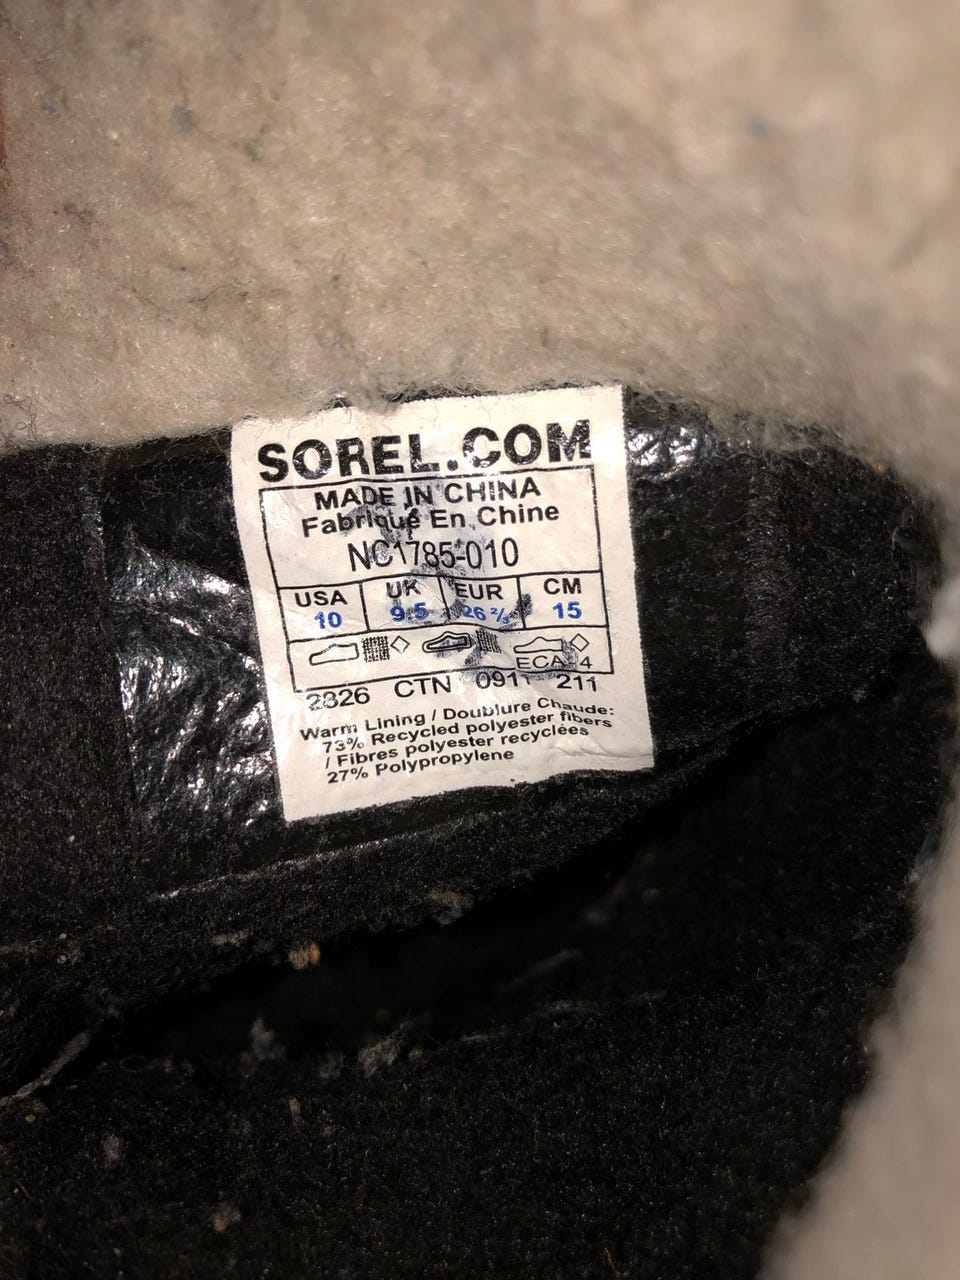 SOREL.COM
MADE IN CHINA
Fabriqué En Chine
NC1785-010
USA UK EUR CM
10 9.5 26 2/3 15
ECA 4
2826 CTN 0911 211
Warm Lining / Doublure Chaude:
73% Recycled polyester fibers
/ Fibres polyester recyclées
27% Polypropylene